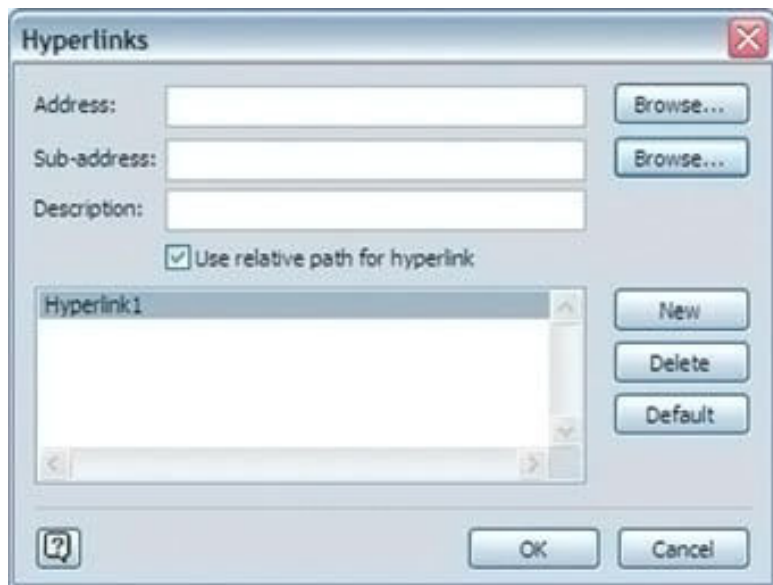 Hyperlinks
Address:
Browse...
Sub-address:
Browse...
Description:
Use relative path for hyperlink
Hyperlink1
New
Delete
Default
?
OK
Cancel